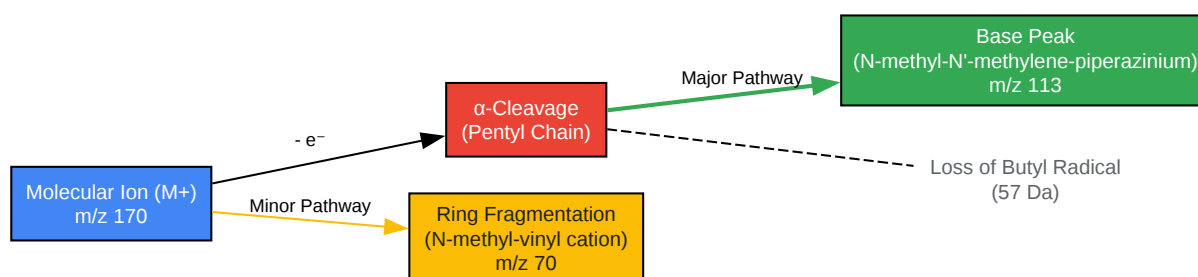 Base Peak
(N-methyl-N'-methylene-piperazinium)
m/z 113
Major Pathway
α-Cleavage
(Pentyl Chain)
- e⁻
Loss of Butyl Radical
(57 Da)
Molecular Ion (M+)
m/z 170
Minor Pathway
Ring Fragmentation
(N-methyl-vinyl cation)
m/z 70